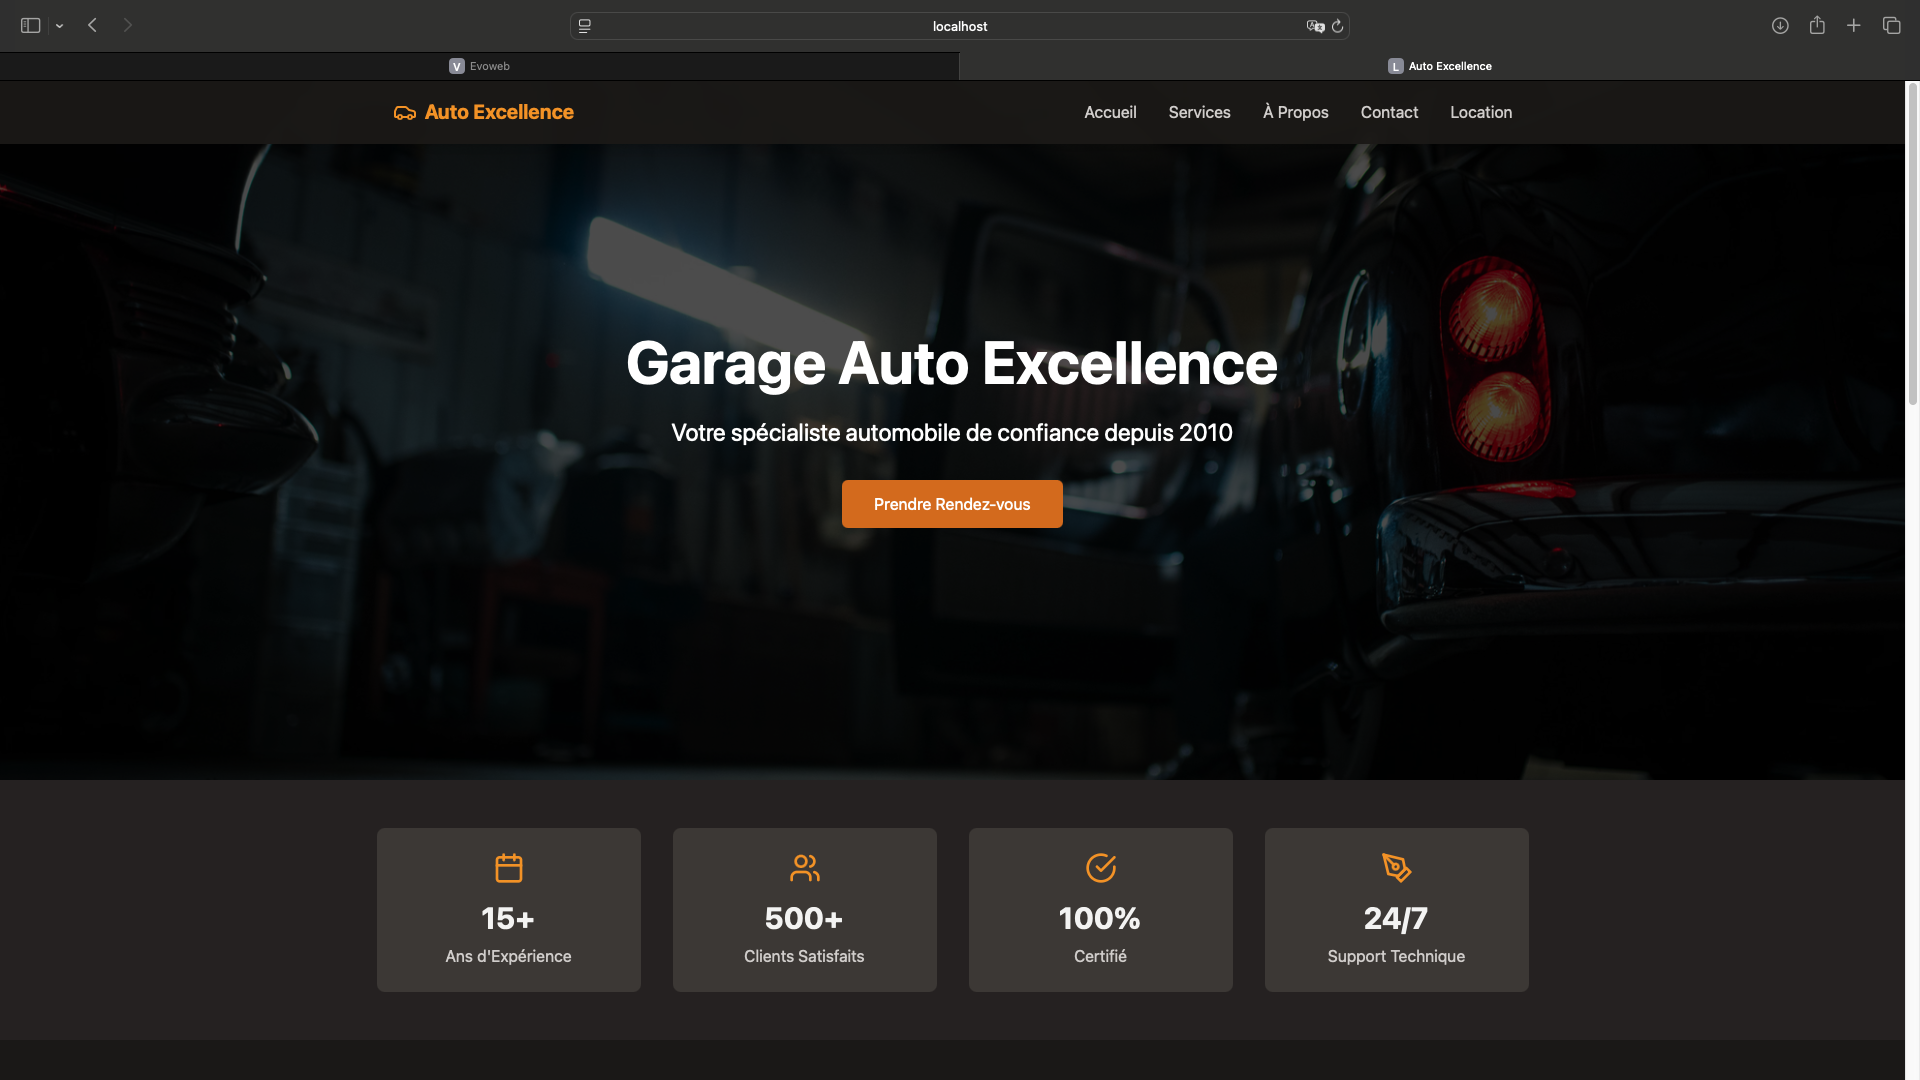 localhost
V Evoweb
L Auto Excellence
Auto Excellence
Accueil Services À Propos Contact Location
Garage Auto Excellence
Votre spécialiste automobile de confiance depuis 2010
Prendre Rendez-vous
15+
Ans d'Expérience
500+
Clients Satisfaits
100%
Certifié
24/7
Support Technique